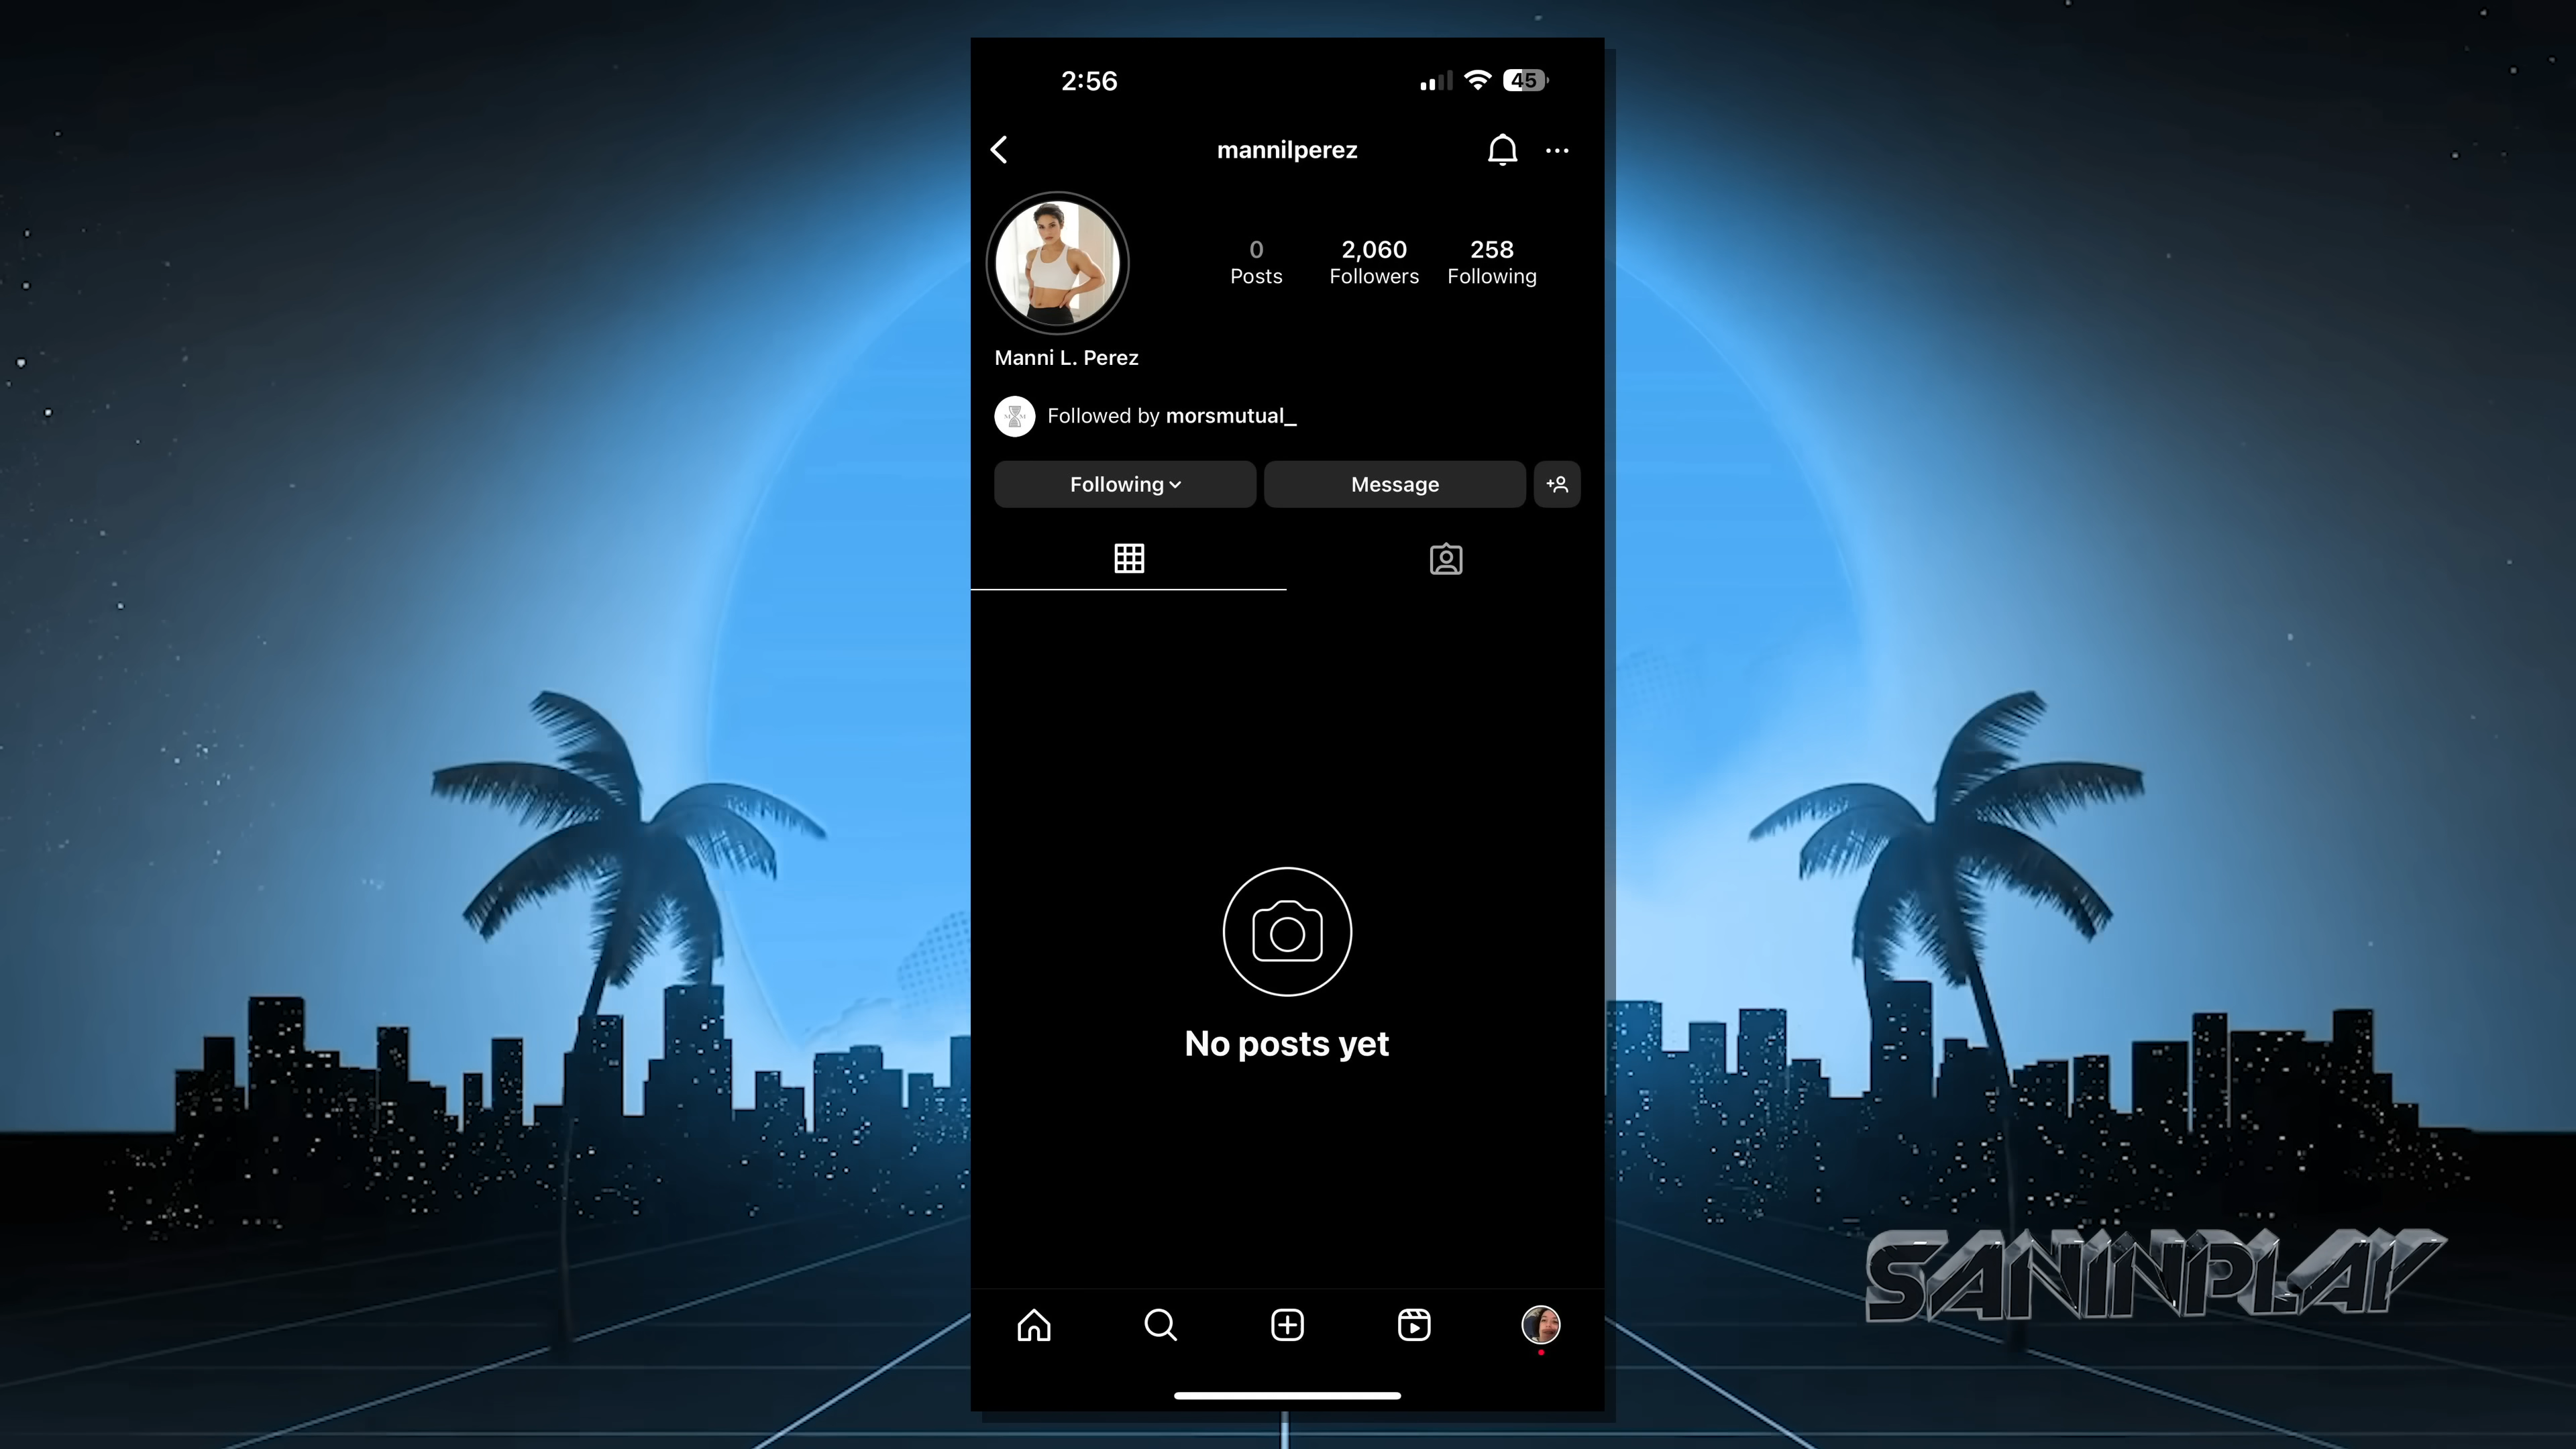 2:56
45
mannilperez
0
Posts
2,060
Followers
258
Following
Manni L. Perez
Followed by morsmutual_
Following
Message
No posts yet
SANINPLAY